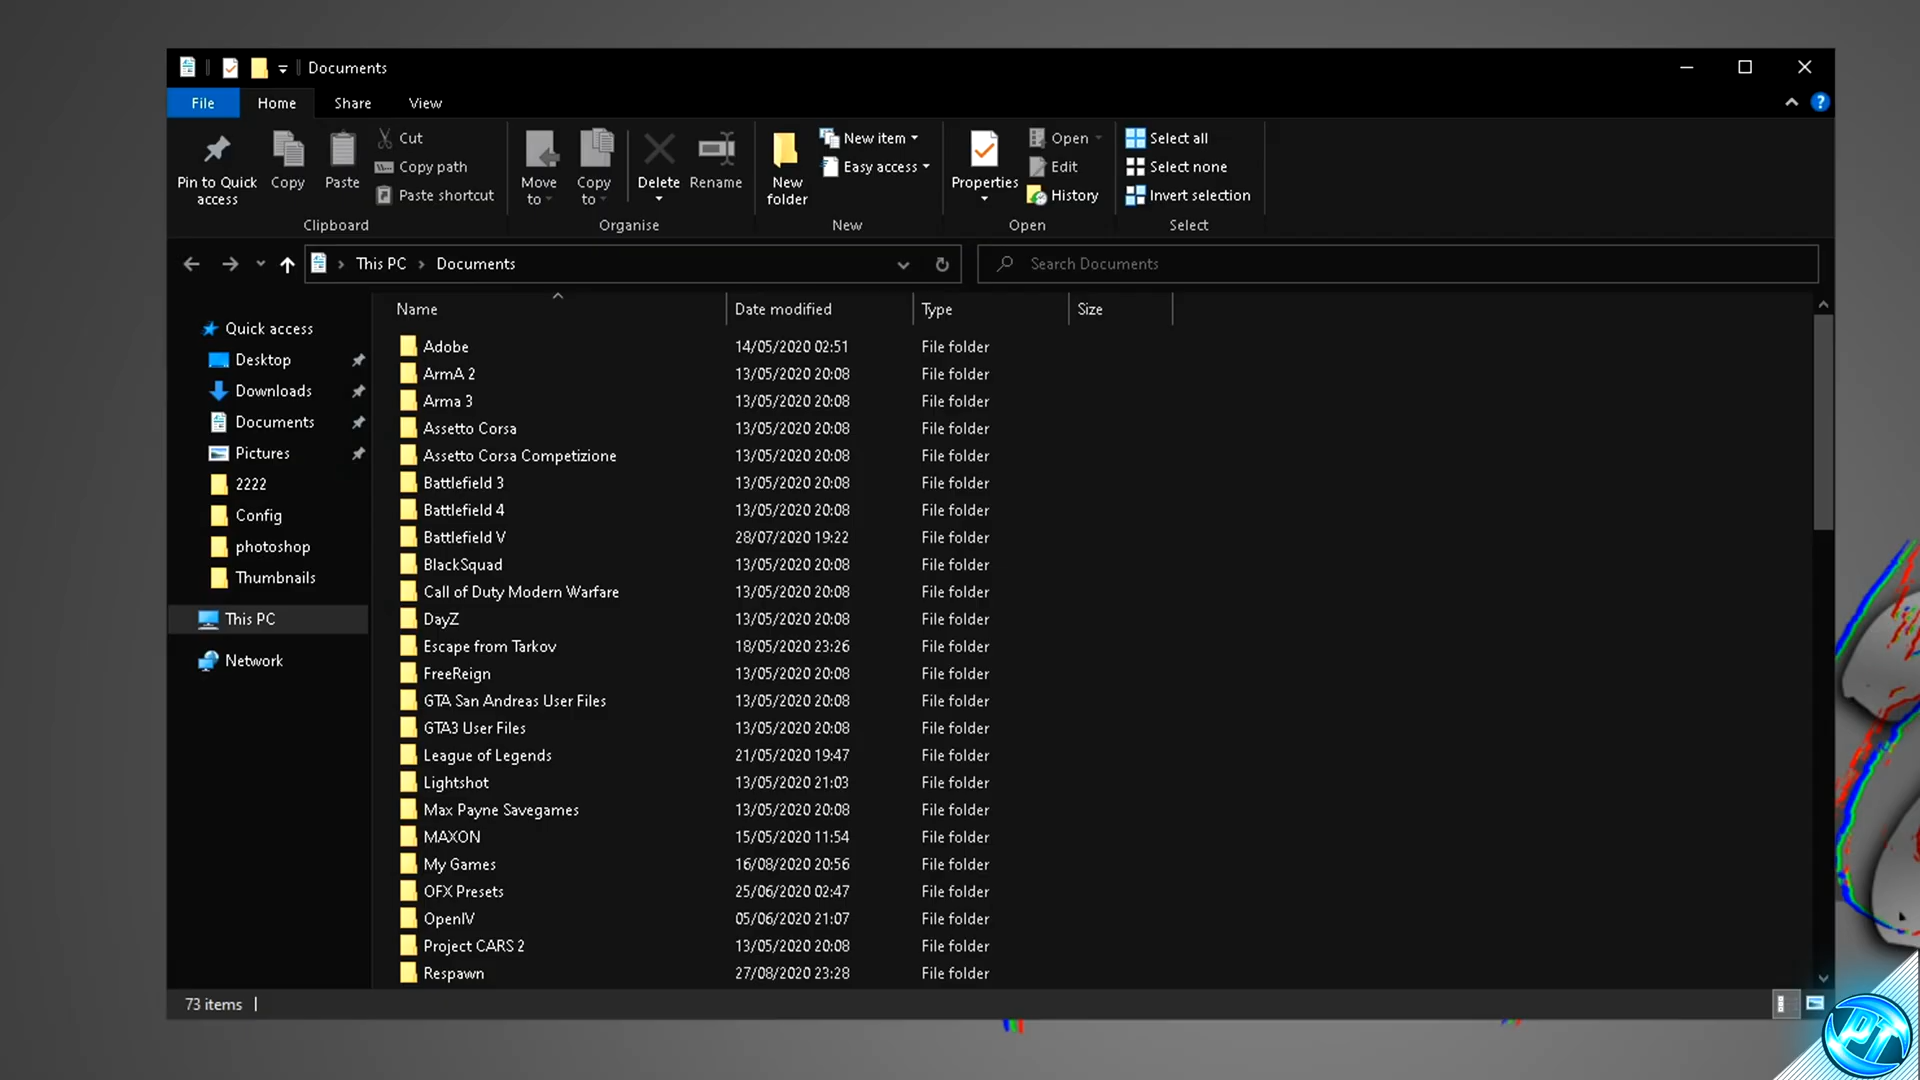 Documents
File Home Share View
Pin to Quick access
Copy
Paste
Cut
Copy path
Paste shortcut
Clipboard
Move to
Copy to
Delete
Rename
Organise
New folder
New item
Easy access
New
Properties
Open
Edit
History
Open
Select all
Select none
Invert selection
Select
This PC > Documents
Search Documents
Quick access
Desktop
Downloads
Documents
Pictures
2222
Config
photoshop
Thumbnails
This PC
Network
Name Date modified Type Size
Adobe 14/05/2020 02:51 File folder
ArmA 2 13/05/2020 20:08 File folder
Arma 3 13/05/2020 20:08 File folder
Assetto Corsa 13/05/2020 20:08 File folder
Assetto Corsa Competizione 13/05/2020 20:08 File folder
Battlefield 3 13/05/2020 20:08 File folder
Battlefield 4 13/05/2020 20:08 File folder
Battlefield V 28/07/2020 19:22 File folder
BlackSquad 13/05/2020 20:08 File folder
Call of Duty Modern Warfare 13/05/2020 20:08 File folder
DayZ 13/05/2020 20:08 File folder
Escape from Tarkov 18/05/2020 23:26 File folder
FreeReign 13/05/2020 20:08 File folder
GTA San Andreas User Files 13/05/2020 20:08 File folder
GTA3 User Files 13/05/2020 20:08 File folder
League of Legends 21/05/2020 19:47 File folder
Lightshot 13/05/2020 21:03 File folder
Max Payne Savegames 13/05/2020 20:08 File folder
MAXON 15/05/2020 11:54 File folder
My Games 16/08/2020 20:56 File folder
OFX Presets 25/06/2020 02:47 File folder
OpenIV 05/06/2020 21:07 File folder
Project CARS 2 13/05/2020 20:08 File folder
Respawn 27/08/2020 23:28 File folder
73 items
PT